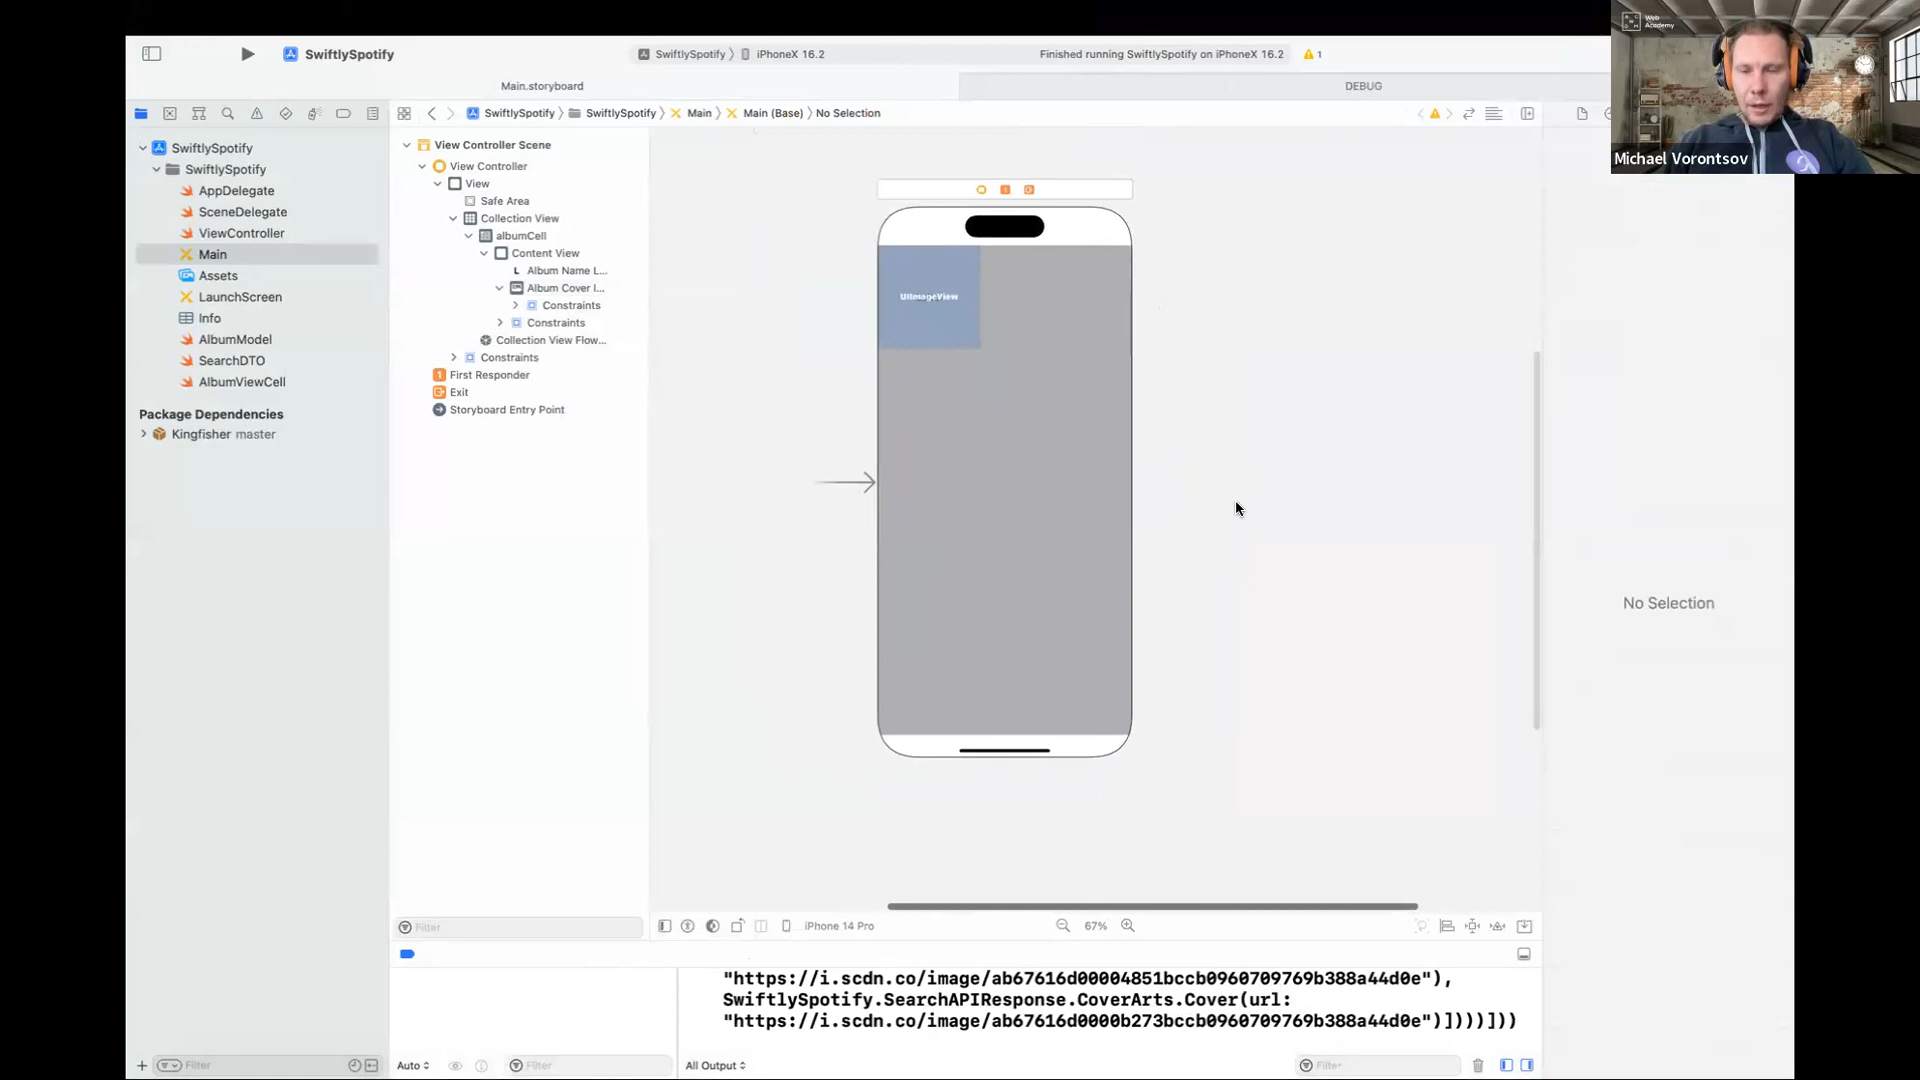 Web
Academy
SwiftlySpotify
SwiftlySpotify
iPhoneX 16.2
Finished running SwiftlySpotify on iPhoneX 16.2
1
Main.storyboard
DEBUG
SwiftlySpotify
SwiftlySpotify
Main
Main (Base)
No Selection
Michael Vorontsov
SwiftlySpotify
SwiftlySpotify
AppDelegate
SceneDelegate
ViewController
Main
Assets
LaunchScreen
Info
AlbumModel
SearchDTO
AlbumViewCell
Package Dependencies
Kingfisher master
View Controller Scene
View Controller
View
Safe Area
Collection View
albumCell
Content View
L Album Name L...
Album Cover I...
Constraints
Constraints
Collection View Flow...
Constraints
First Responder
Exit
Storyboard Entry Point
UIImageView
No Selection
Filter
iPhone 14 Pro
67%
"https://i.scdn.co/image/ab67616d00004851bccb0960709769b388a44d0e"),
SwiftlySpotify.SearchAPIResponse.CoverArts.Cover(url:
"https://i.scdn.co/image/ab67616d0000b273bccb0960709769b388a44d0e")])))]))
Filter
Auto
Filter
All Output
Filter